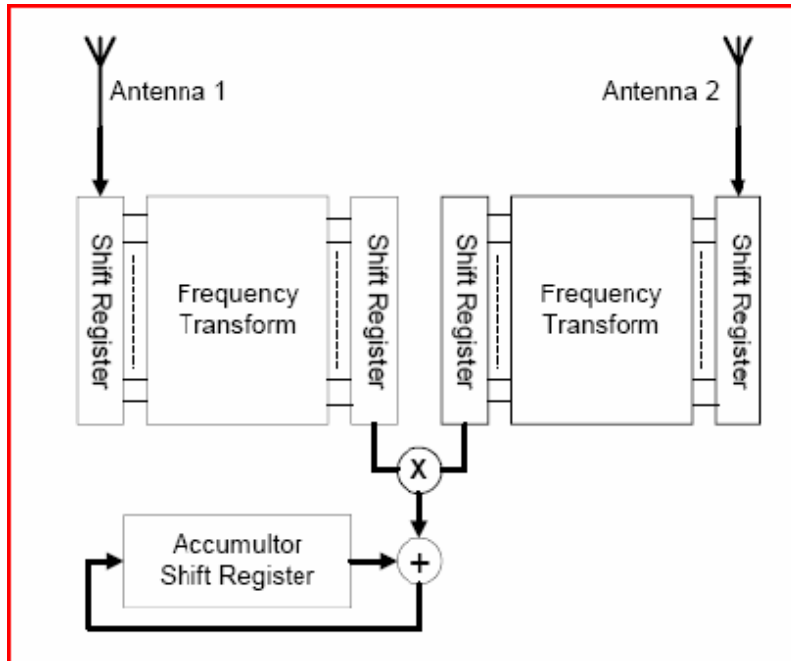 Antenna 1
Antenna 2
Shift Register
Frequency
Transform
Shift Register
Shift Register
Frequency
Transform
Shift Register
X
Accumultor
Shift Register
+